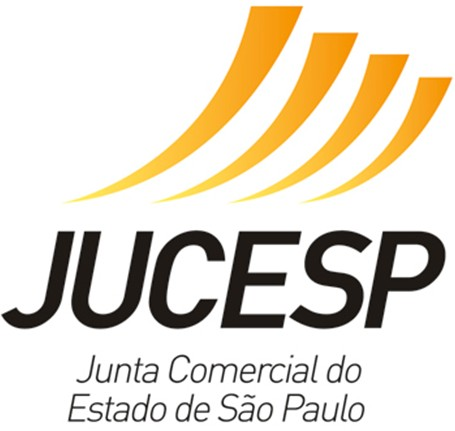 JUCESP
Junta Comercial do
Estado de São Paulo